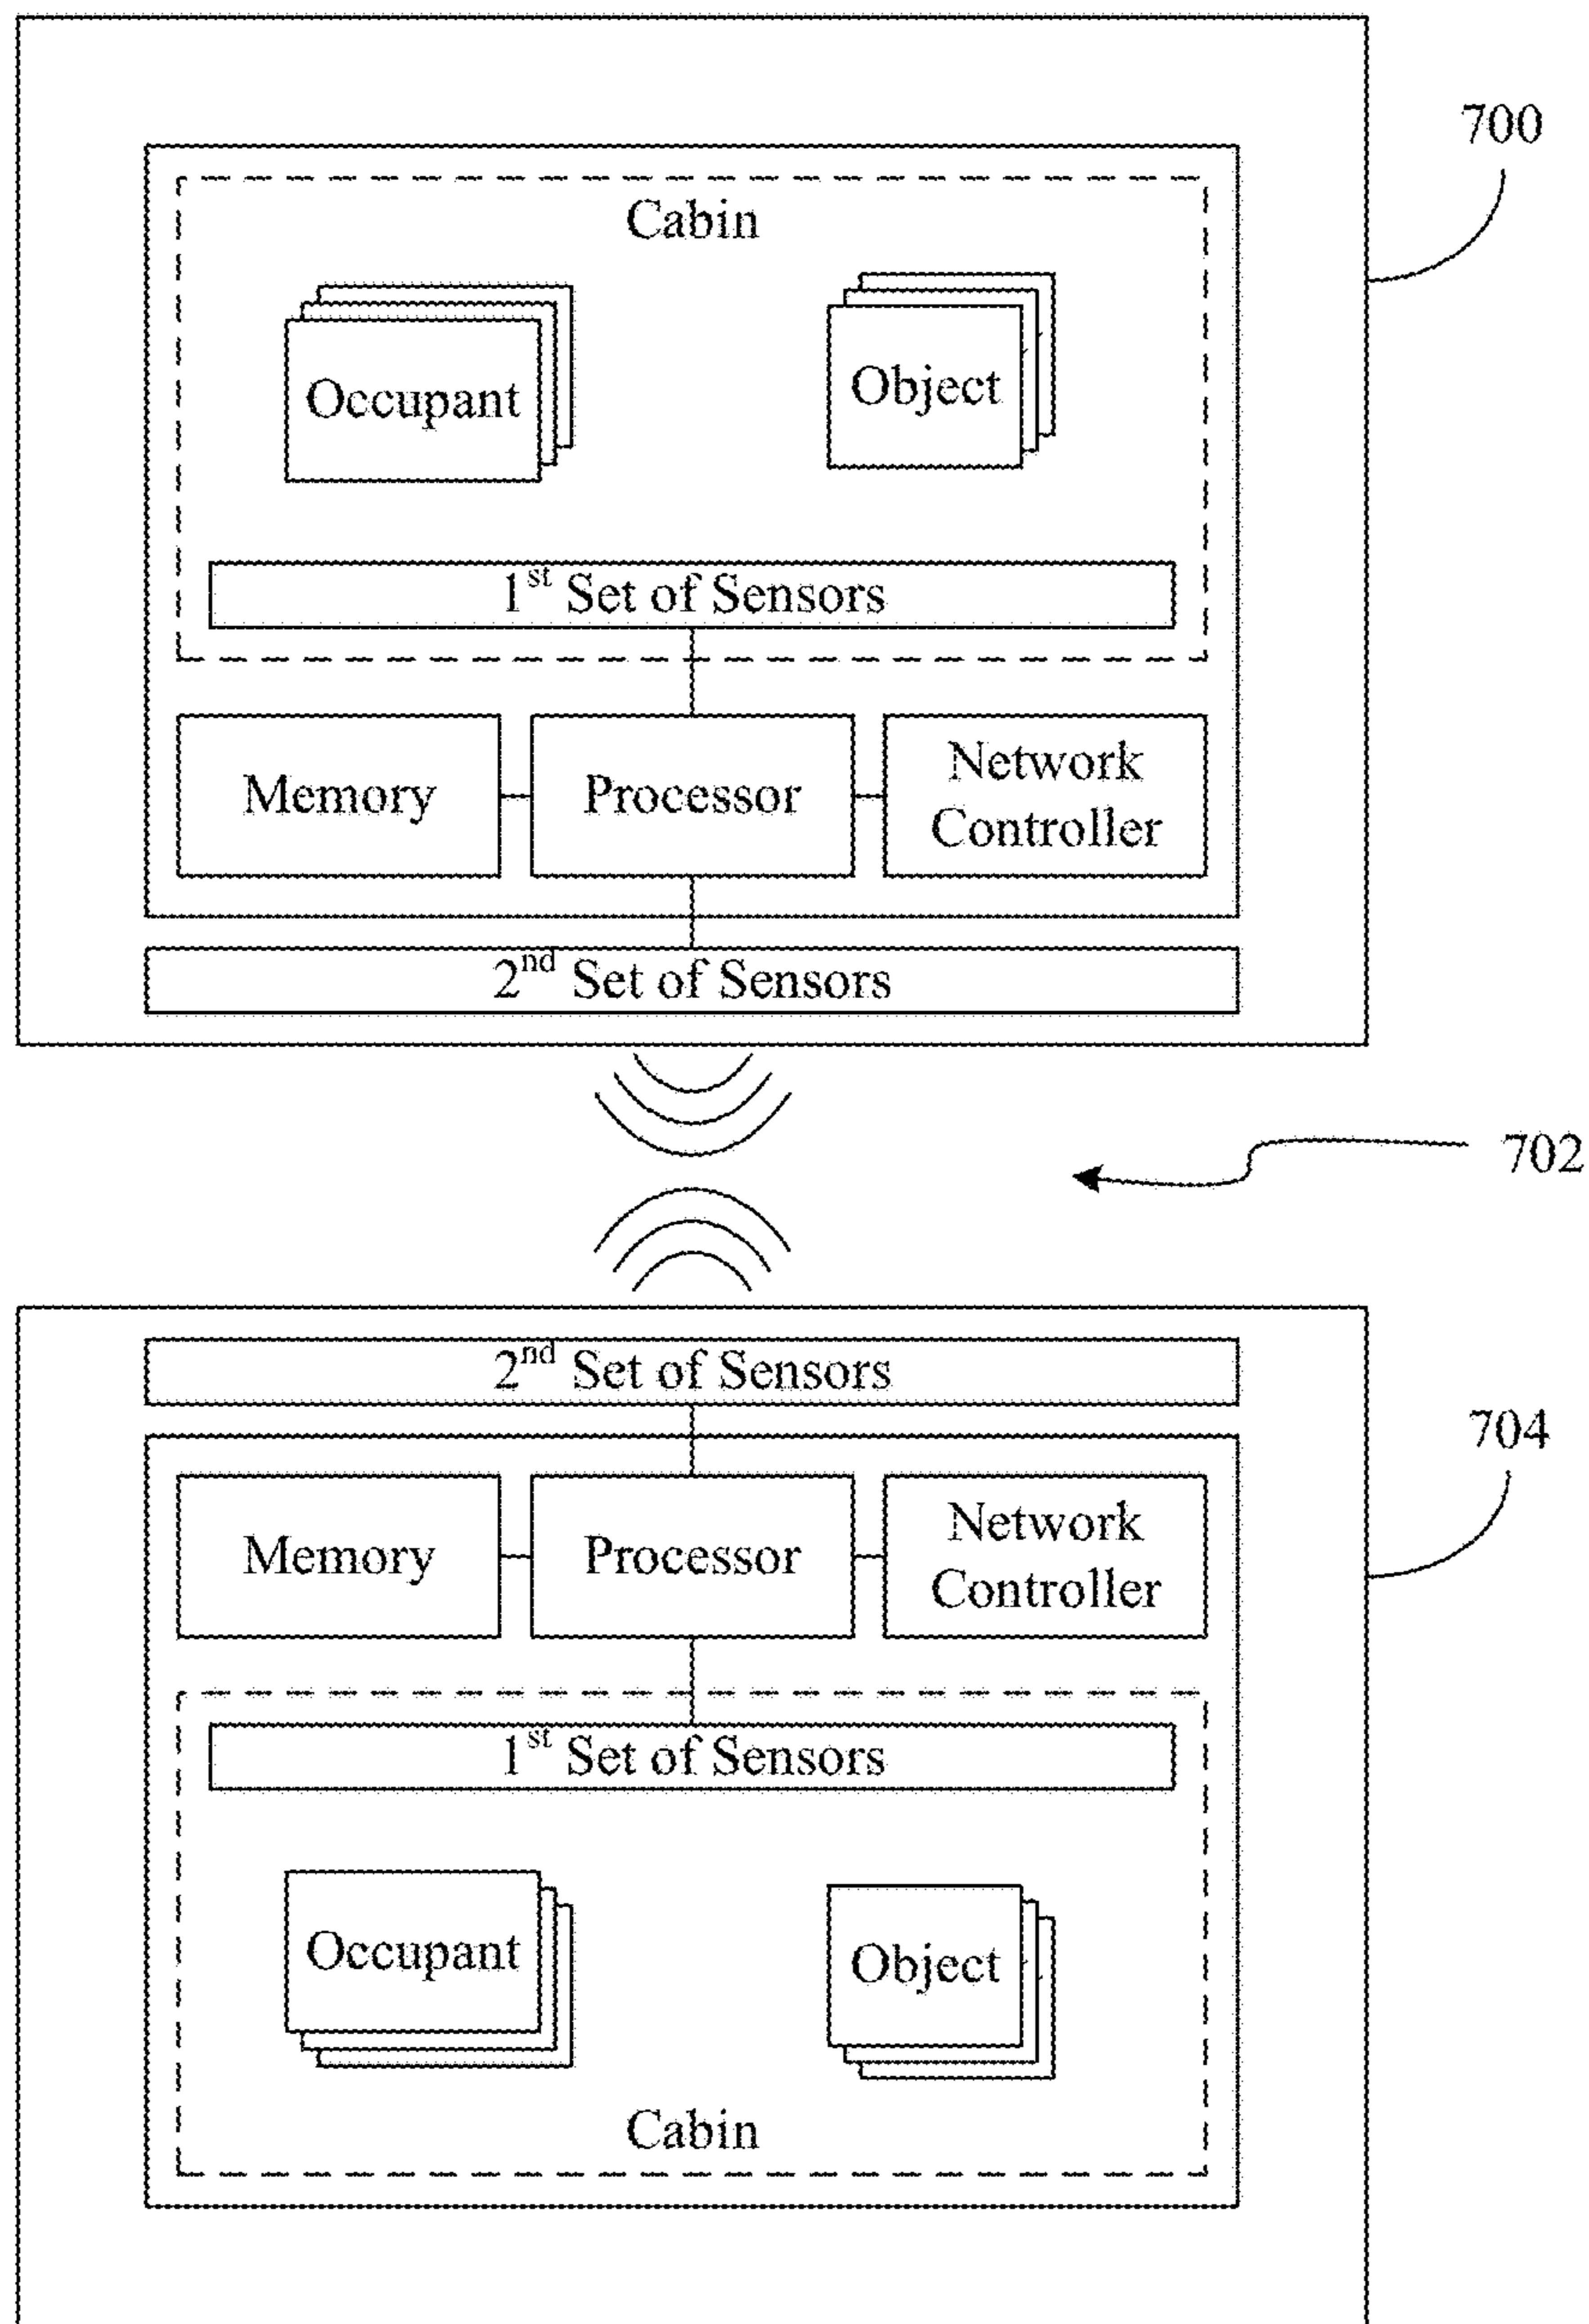 700
Cabin
Occupant
Object
1st Set of Sensors
Memory
Processor
Network
Controller
2nd Set of Sensors
702
2nd Set of Sensors
704
Memory
Processor
Network
Controller
1st Set of Sensors
Occupant
Object
Cabin